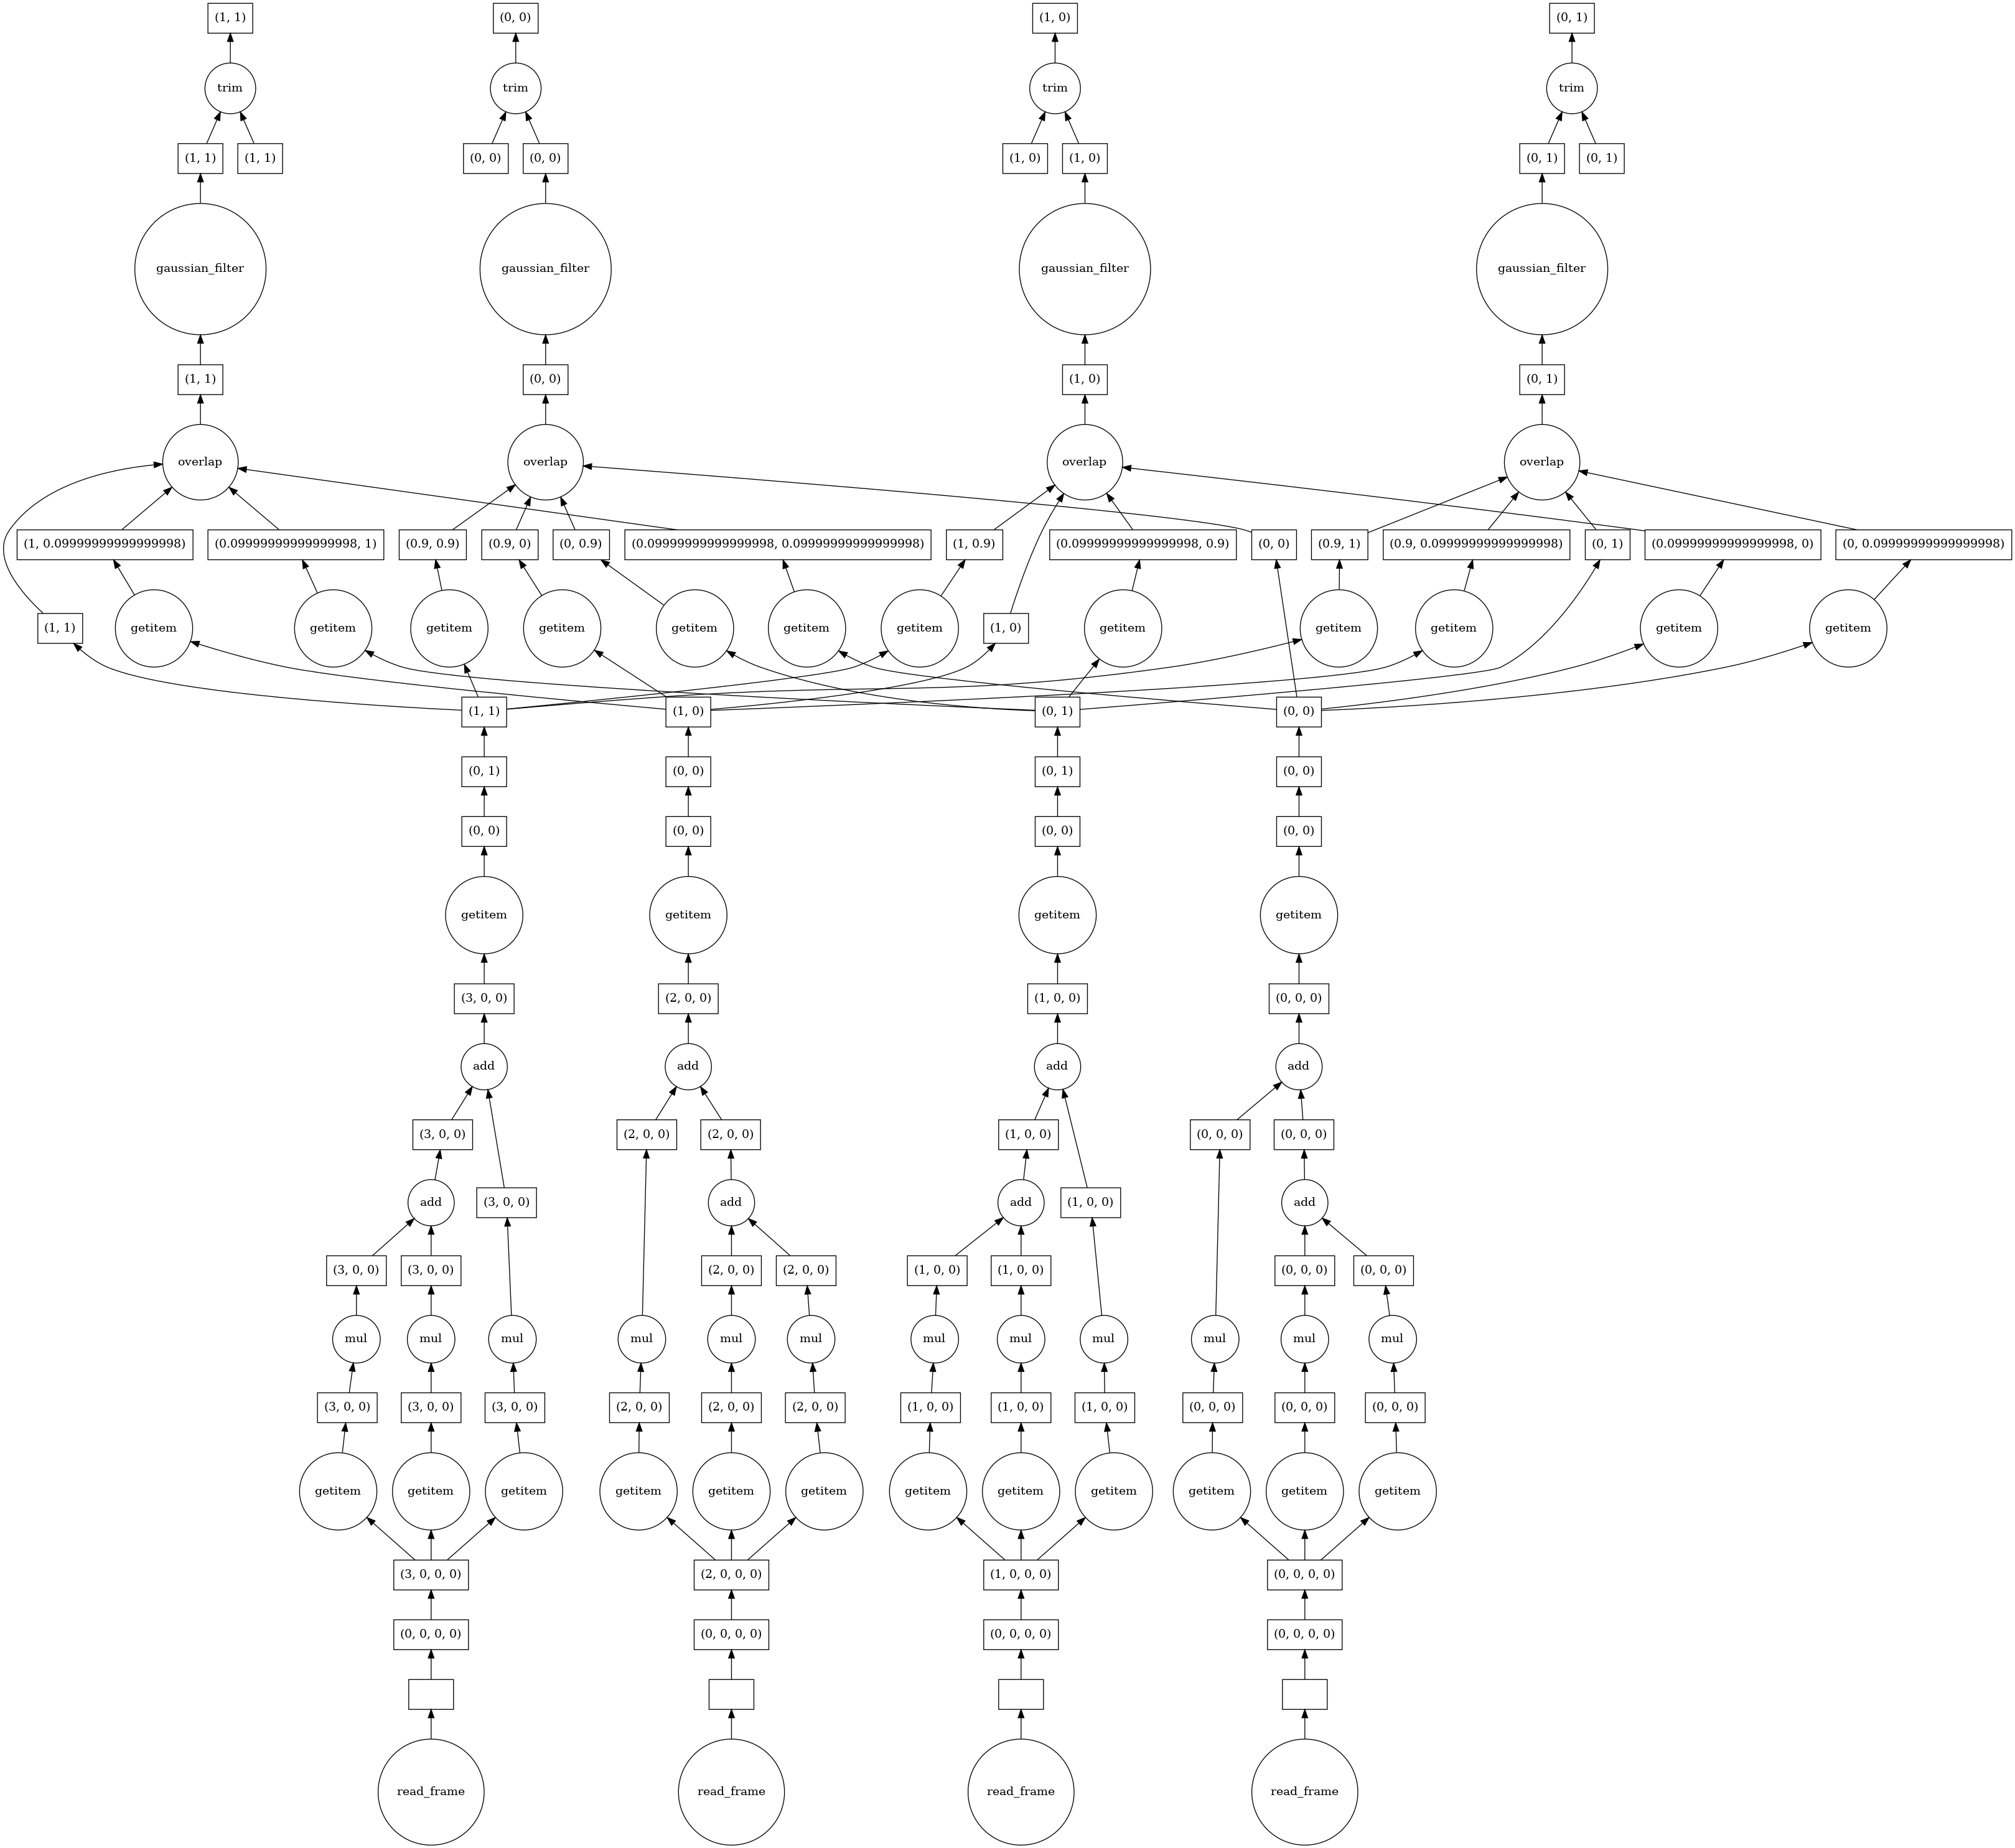 (1, 1) (0, 0) (1, 0) (0, 1)
trim trim trim trim
(1, 1) (1, 1) (0, 0) (0, 0) (1, 0) (1, 0) (0, 1) (0, 1)
gaussian_filter gaussian_filter gaussian_filter gaussian_filter
(1, 1) (0, 0) (1, 0) (0, 1)
overlap overlap overlap overlap
(1, 0.09999999999999998) (0.09999999999999998, 1) (0.9, 0.9) (0.9, 0) (0, 0.9) (0.09999999999999998, 0.09999999999999998) (1, 0.9) (0.09999999999999998, 0.9) (0, 0) (0.9, 1) (0.9, 0.09999999999999998) (0, 1) (0.09999999999999998, 0) (0, 0.09999999999999998)
(1, 1) getitem getitem getitem getitem getitem getitem getitem (1, 0) getitem getitem getitem getitem getitem
(1, 1) (1, 0) (0, 1) (0, 0)
(0, 1) (0, 0) (0, 1) (0, 0)
(0, 0) (0, 0) (0, 0) (0, 0)
getitem getitem getitem getitem
(3, 0, 0) (2, 0, 0) (1, 0, 0) (0, 0, 0)
add add add add
(3, 0, 0) (2, 0, 0) (2, 0, 0) (1, 0, 0) (0, 0, 0) (0, 0, 0)
add (3, 0, 0) add add (1, 0, 0) add
(3, 0, 0) (3, 0, 0) (2, 0, 0) (2, 0, 0) (1, 0, 0) (1, 0, 0) (0, 0, 0) (0, 0, 0)
mul mul mul mul mul mul mul mul mul mul mul mul
(3, 0, 0) (3, 0, 0) (3, 0, 0) (2, 0, 0) (2, 0, 0) (2, 0, 0) (1, 0, 0) (1, 0, 0) (1, 0, 0) (0, 0, 0) (0, 0, 0) (0, 0, 0)
getitem getitem getitem getitem getitem getitem getitem getitem getitem getitem getitem getitem
(3, 0, 0, 0) (2, 0, 0, 0) (1, 0, 0, 0) (0, 0, 0, 0)
(0, 0, 0, 0) (0, 0, 0, 0) (0, 0, 0, 0) (0, 0, 0, 0)
read_frame read_frame read_frame read_frame